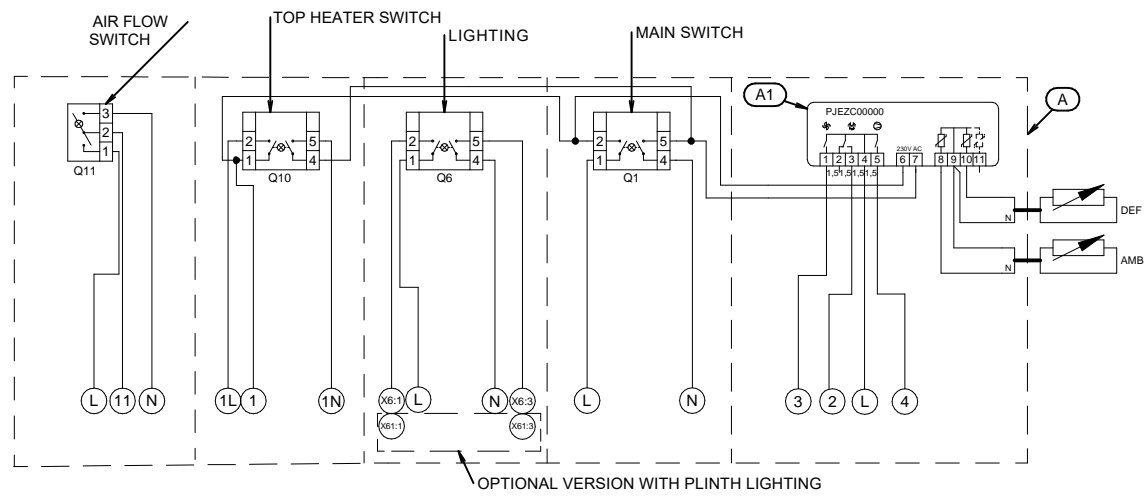 AIR FLOW
SWITCH
TOP HEATER SWITCH
LIGHTING
MAIN SWITCH
A1
PJEZC00000
A
3
2
1
Q11
2 5
1 4
Q10
2 5
1 4
Q6
2 5
1 4
Q1
230V AC
1 2 3 4 5 6 7 8 9 10 11
1,5 1,5 1,5 1,5
N
DEF
N
AMB
L 11 N
1L 1 1N
X6:1 L N X6:3
X61:1 X61:3
L N
3 2 L 4
OPTIONAL VERSION WITH PLINTH LIGHTING